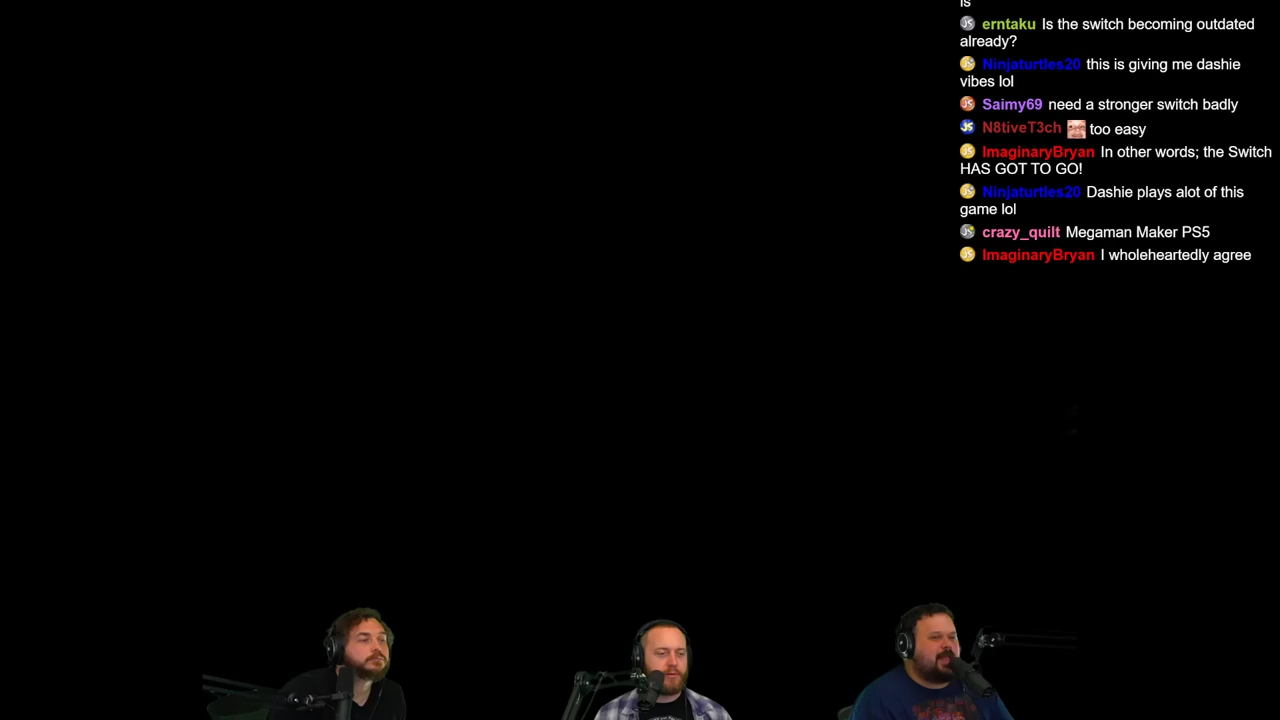 is
erntaku Is the switch becoming outdated
already?
Ninjaturtles20 this is giving me dashie
vibes lol
Saimy69 need a stronger switch badly
N8tiveT3ch too easy
ImaginaryBryan In other words; the Switch
HAS GOT TO GO!
Ninjaturtles20 Dashie plays alot of this
game lol
crazy_quilt Megaman Maker PS5
ImaginaryBryan I wholeheartedly agree